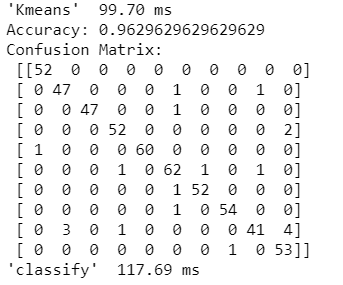 'Kmeans'  99.70 ms
Accuracy: 0.9629629629629629
Confusion Matrix:
 [[52  0  0  0  0  0  0  0  0  0]
 [ 0 47  0  0  0  1  0  0  1  0]
 [ 0  0 47  0  0  1  0  0  0  0]
 [ 0  0  0 52  0  0  0  0  0  2]
 [ 1  0  0  0 60  0  0  0  0  0]
 [ 0  0  0  1  0 62  1  0  1  0]
 [ 0  0  0  0  0  1 52  0  0  0]
 [ 0  0  0  0  0  1  0 54  0  0]
 [ 0  3  0  1  0  0  0  0 41  4]
 [ 0  0  0  0  0  0  0  1  0 53]]
'classify'  117.69 ms